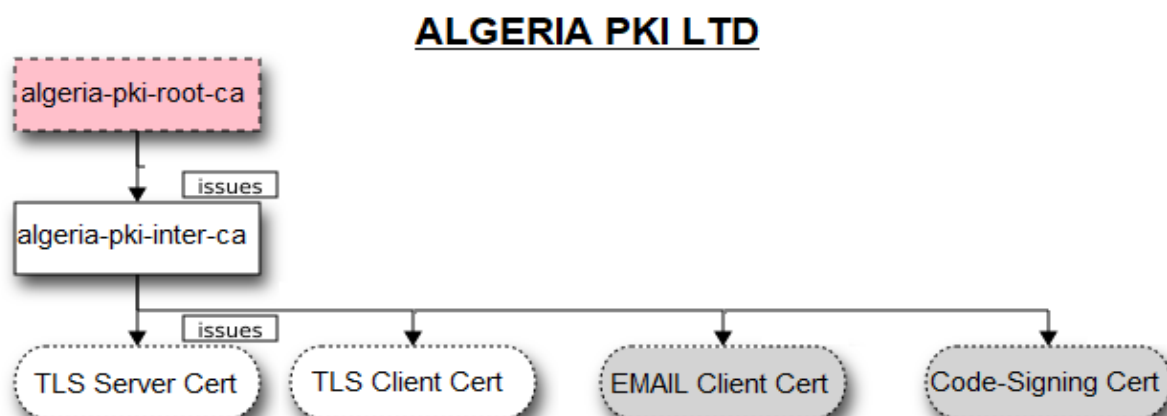 ALGERIA PKI LTD
algeria-pki-root-ca
issues
algeria-pki-inter-ca
issues
TLS Server Cert
TLS Client Cert
EMAIL Client Cert
Code-Signing Cert